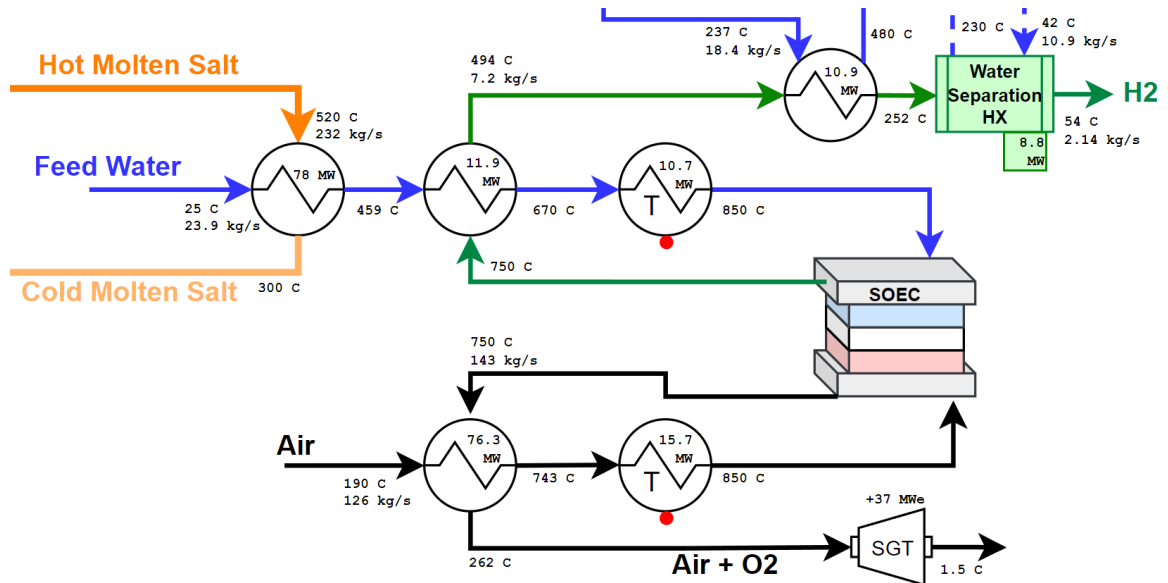 237 C
18.4 kg/s
480 C
230 C
42 C
10.9 kg/s
Hot Molten Salt
494 C
7.2 kg/s
10.9
MW
Water
Separation
HX
H2
520 C
232 kg/s
252 C
54 C
2.14 kg/s
8.8
MW
Feed Water
78 MW
11.9
MW
10.7
MW
T
25 C
23.9 kg/s
459 C
670 C
850 C
750 C
Cold Molten Salt
300 C
SOEC
750 C
143 kg/s
Air
76.3
MW
15.7
MW
T
190 C
126 kg/s
743 C
850 C
+37 MWe
SGT
262 C
Air + O2
1.5 C